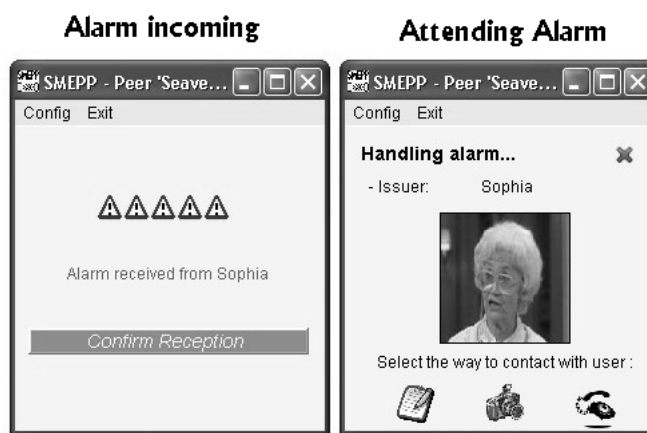 Alarm incoming
SMEPP - Peer 'Seave...
Config Exit
Alarm received from Sophia
Confirm Reception
Attending Alarm
SMEPP - Peer 'Seave...
Config Exit
Handling alarm...
- Issuer: Sophia
Select the way to contact with user :